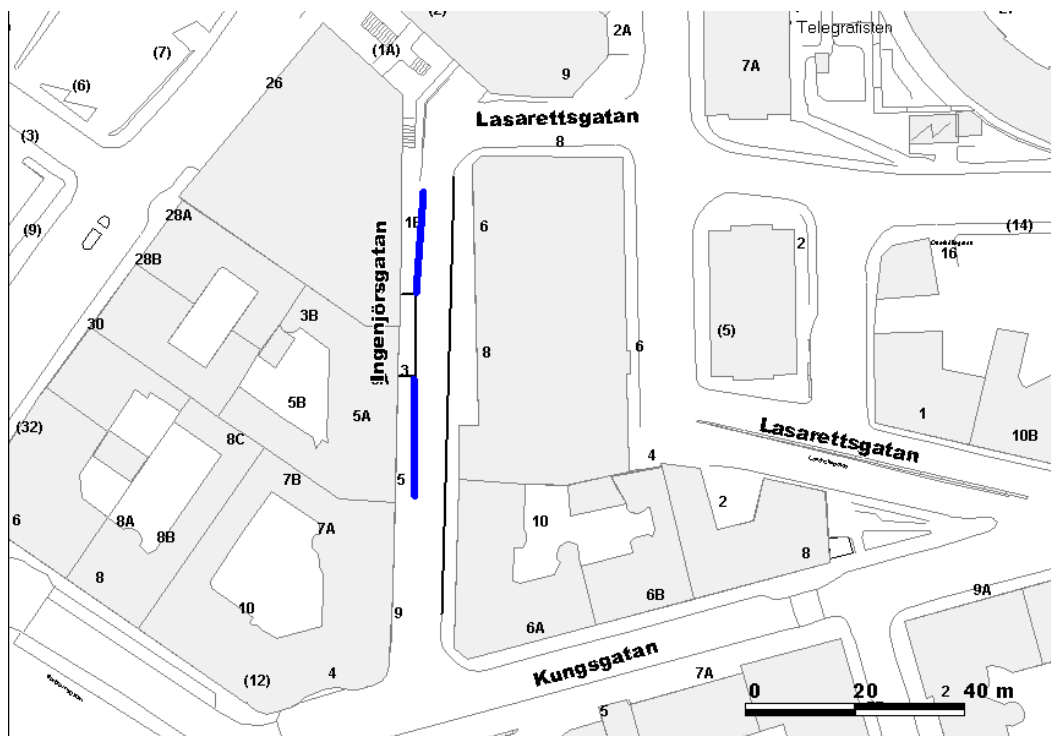 (2)
2A
Telegrafisten
(7)
(1A)
(6)
26
9
7A
Lasarettsgatan
8
(3)
28A
1B
6
2
(14)
(9)
16
28B
Ingenjörsgatan
3B
30
(5)
8
6
3
5B
5A
1
(32)
8C
Lasarettsgatan
10B
4
7B
5
2
6
8A
8B
7A
10
8
8
10
6B
9
6A
9A
Kungsgatan
(12)
4
7A
0 20 40 m
2
5